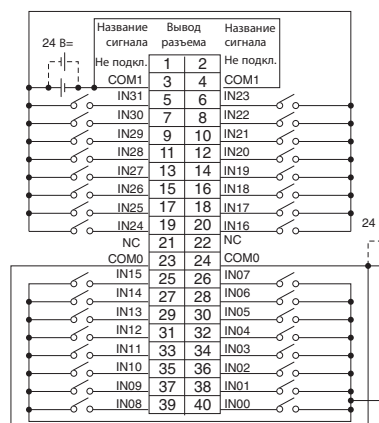 Название сигнала Вывод разъема Название сигнала
24 В=
Не подкл. 1 2 Не подкл.
COM1 3 4 COM1
IN31 5 6 IN23
IN30 7 8 IN22
IN29 9 10 IN21
IN28 11 12 IN20
IN27 13 14 IN19
IN26 15 16 IN18
IN25 17 18 IN17
IN24 19 20 IN16
24
NC 21 22 NC
COM0 23 24 COM0
IN15 25 26 IN07
IN14 27 28 IN06
IN13 29 30 IN05
IN12 31 32 IN04
IN11 33 34 IN03
IN10 35 36 IN02
IN09 37 38 IN01
IN08 39 40 IN00